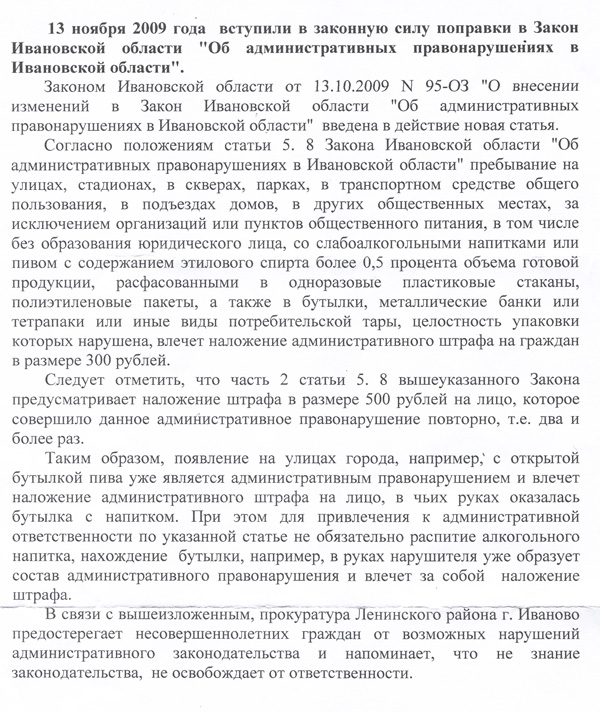 13 ноября 2009 года вступили в законную силу поправки в Закон
Ивановской области "Об административных правонарушениях в
Ивановской области".
Законом Ивановской области от 13.10.2009 N 95-ОЗ "О внесении
изменений в Закон Ивановской области "Об административных
правонарушениях в Ивановской области" введена в действие новая статья.
Согласно положениям статьи 5. 8 Закона Ивановской области "Об
административных правонарушениях в Ивановской области" пребывание на
улицах, стадионах, в скверах, парках, в транспортном средстве общего
пользования, в подъездах домов, в других общественных местах, за
исключением организаций или пунктов общественного питания, в том числе
без образования юридического лица, со слабоалкогольными напитками или
пивом с содержанием этилового спирта более 0,5 процента объема готовой
продукции, расфасованными в одноразовые пластиковые стаканы,
полиэтиленовые пакеты, а также в бутылки, металлические банки или
тетрапаки или иные виды потребительской тары, целостность упаковки
которых нарушена, влечет наложение административного штрафа на граждан
в размере 300 рублей.
Следует отметить, что часть 2 статьи 5. 8 вышеуказанного Закона
предусматривает наложение штрафа в размере 500 рублей на лицо, которое
совершило данное административное правонарушение повторно, т.е. два и
более раз.
Таким образом, появление на улицах города, например, с открытой
бутылкой пива уже является административным правонарушением и влечет
наложение административного штрафа на лицо, в чьих руках оказалась
бутылка с напитком. При этом для привлечения к административной
ответственности по указанной статье не обязательно распитие алкогольного
напитка, нахождение бутылки, например, в руках нарушителя уже образует
состав административного правонарушения и влечет за собой наложение
штрафа.
В связи с вышеизложенным, прокуратура Ленинского района г. Иваново
предостерегает несовершеннолетних граждан от возможных нарушений
административного законодательства и напоминает, что не знание
законодательства, не освобождает от ответственности.